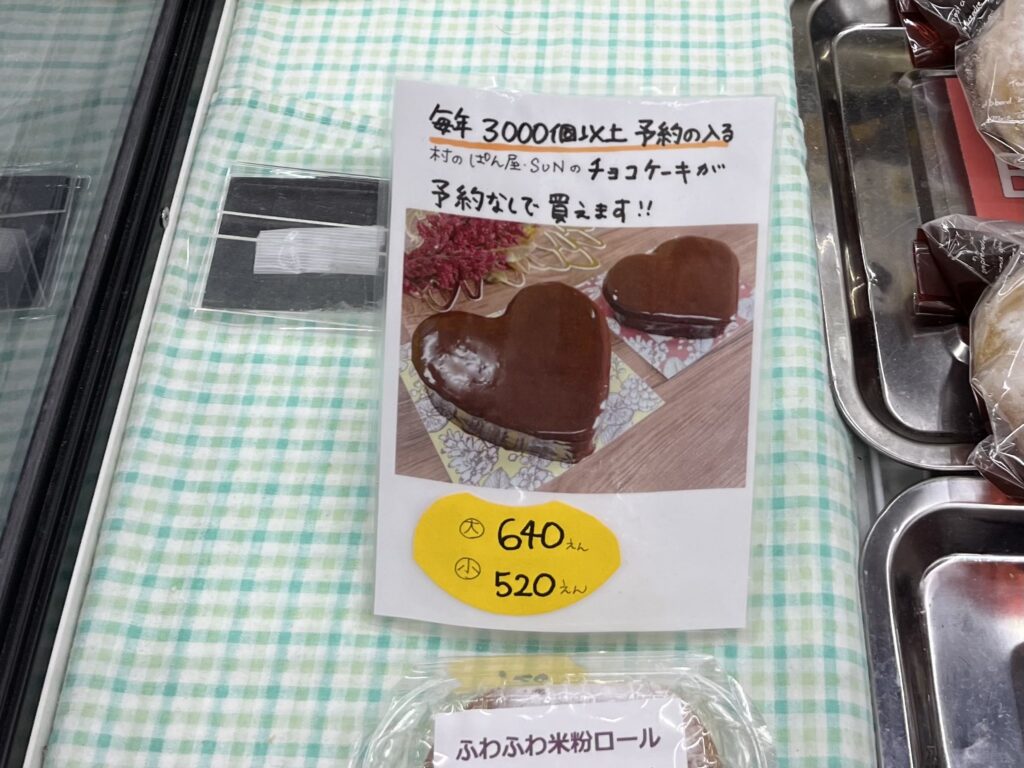 毎年 3000個以上 予約の入る
村のぱん屋・SUNのチョコケーキが
予約なしで買えます!!
大 640えん
小 520えん
ふわふわ米粉ロール